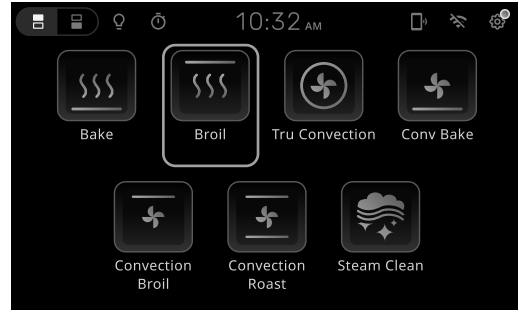 10:32 AM
Bake
Broil
Tru Convection
Conv Bake
Convection
Broil
Convection
Roast
Steam Clean